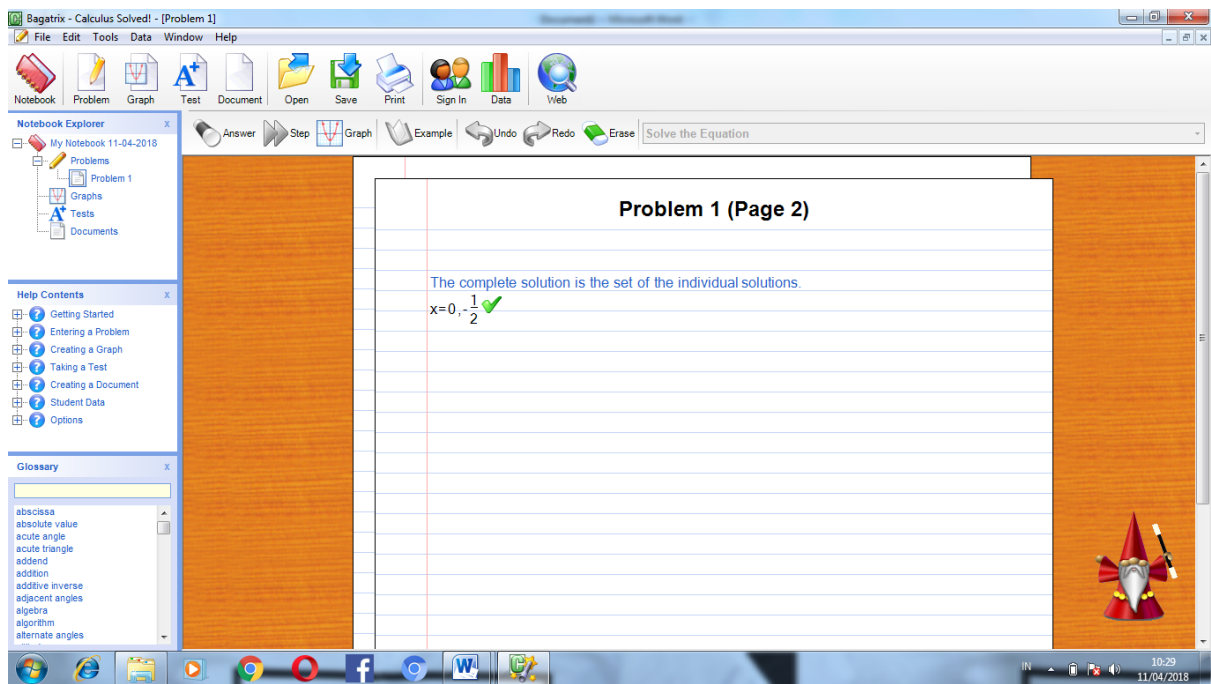 Bagatrix - Calculus Solved! - [Problem 1]
File Edit Tools Data Window Help
Notebook Problem Graph Test Document Open Save Print Sign In Data Web
Notebook Explorer x
My Notebook 11-04-2018
Problems
Problem 1
Graphs
Tests
Documents
Answer Step Graph Example Undo Redo Erase Solve the Equation
Problem 1 (Page 2)
The complete solution is the set of the individual solutions.
x=0,-1/2
Help Contents x
Getting Started
Entering a Problem
Creating a Graph
Taking a Test
Creating a Document
Student Data
Options
Glossary x
abscissa
absolute value
acute angle
acute triangle
addend
addition
additive inverse
adjacent angles
algebra
algorithm
alternate angles
IN 10:29
11/04/2018